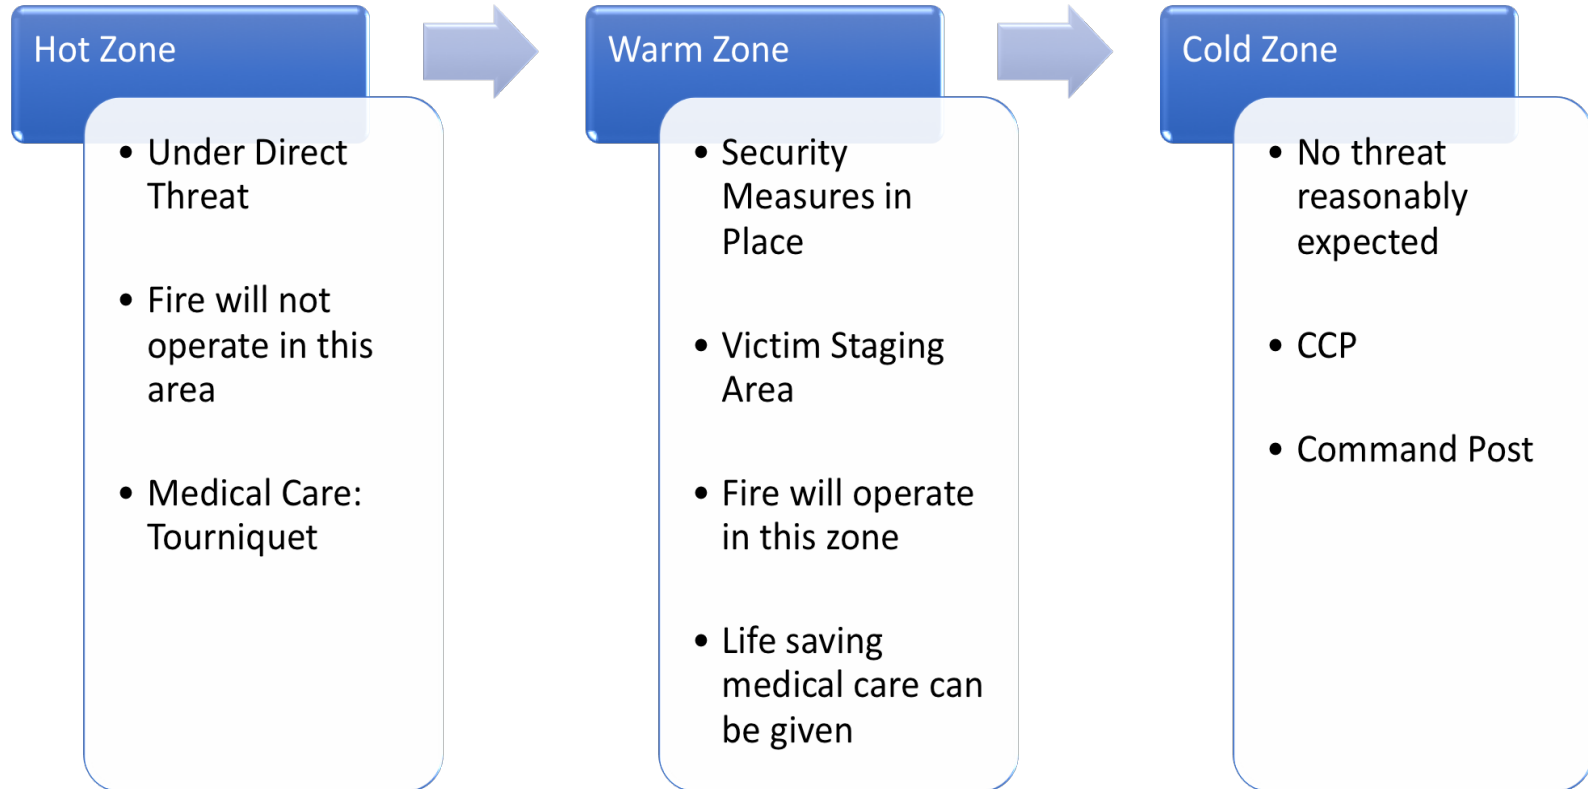 Hot Zone
• Under Direct
Threat
• Fire will not
operate in this
area
• Medical Care:
Tourniquet
Warm Zone
• Security
Measures in
Place
• Victim Staging
Area
• Fire will operate
in this zone
• Life saving
medical care can
be given
Cold Zone
• No threat
reasonably
expected
• CCP
• Command Post